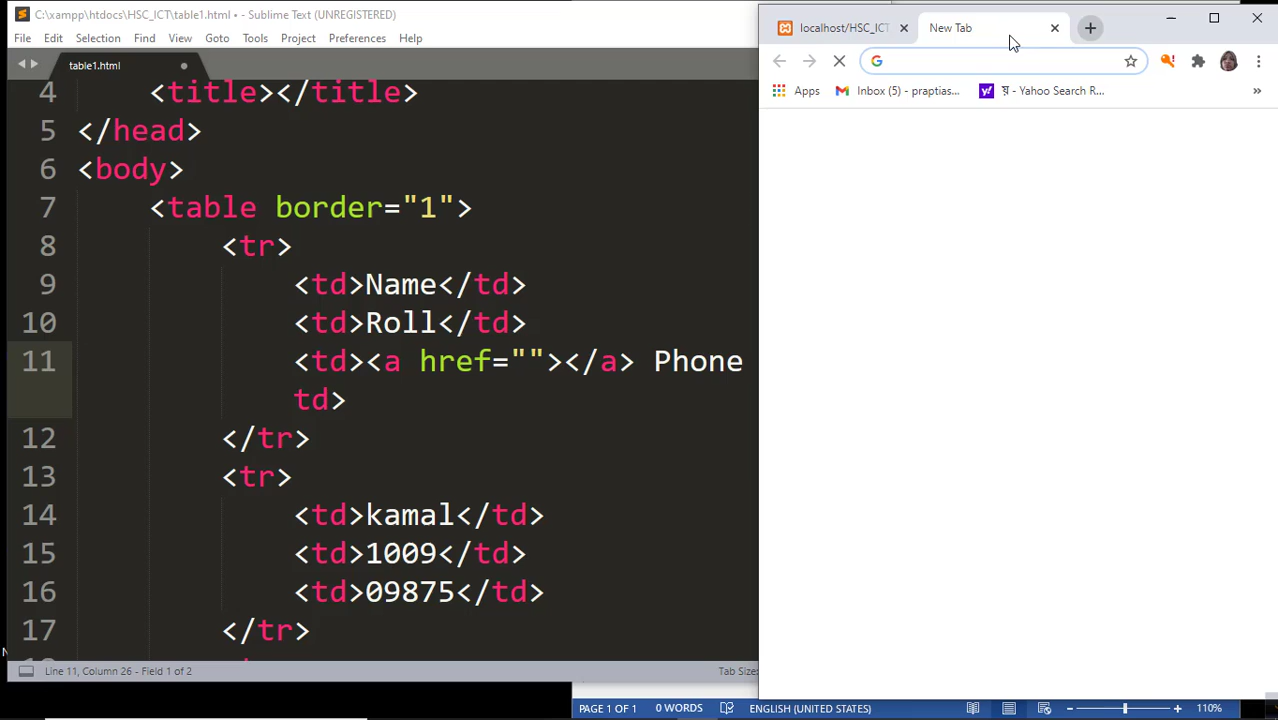 C:\xampp\htdocs\HSC_ICT\table1.html • - Sublime Text (UNREGISTERED)
File Edit Selection Find View Goto Tools Project Preferences Help
table1.html
4 <title></title>
5 </head>
6 <body>
7 <table border="1">
8 <tr>
9 <td>Name</td>
10 <td>Roll</td>
11 <td><a href=""></a> Phone
td>
12 </tr>
13 <tr>
14 <td>kamal</td>
15 <td>1009</td>
16 <td>09875</td>
17 </tr>
Line 11, Column 26 - Field 1 of 2
Tab Size:
localhost/HSC_ICT
New Tab
Apps
Inbox (5) - praptias...
র - Yahoo Search R...
PAGE 1 OF 1 0 WORDS ENGLISH (UNITED STATES) 110%